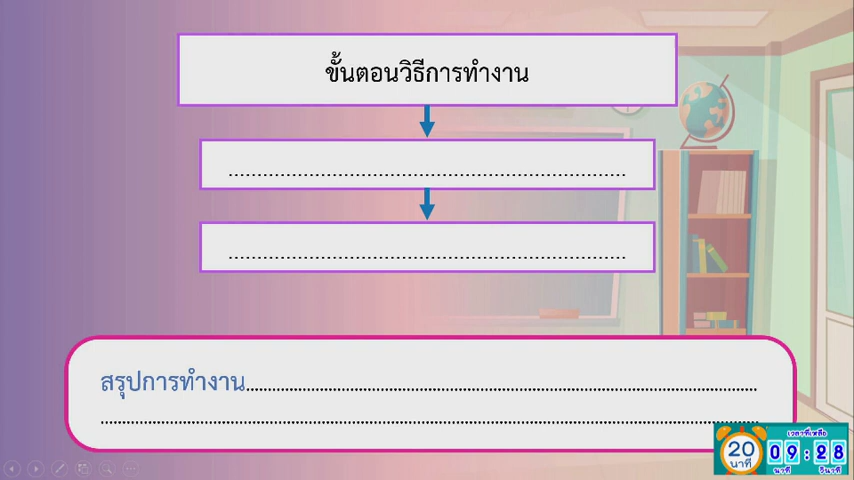 ขั้นตอนวิธีการทำงาน
.....................................................................
.....................................................................
สรุปการทำงาน.........................................................................................................
.......................................................................................................................................
เวลาที่เหลือ
20 09 : 28
นาที นาที วินาที